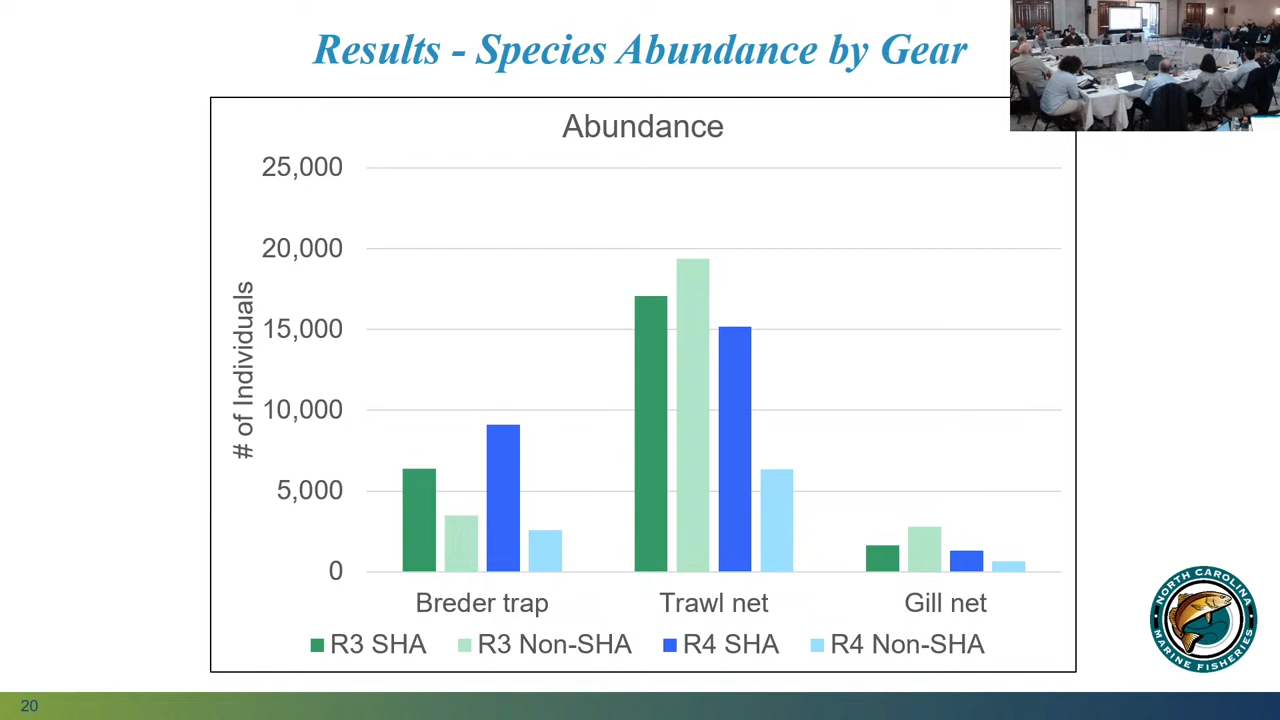 Results - Species Abundance by Gear
Abundance
25,000
20,000
15,000
10,000
5,000
0
# of Individuals
Breder trap Trawl net Gill net
R3 SHA R3 Non-SHA R4 SHA R4 Non-SHA
NORTH CAROLINA
MARINE FISHERIES
20